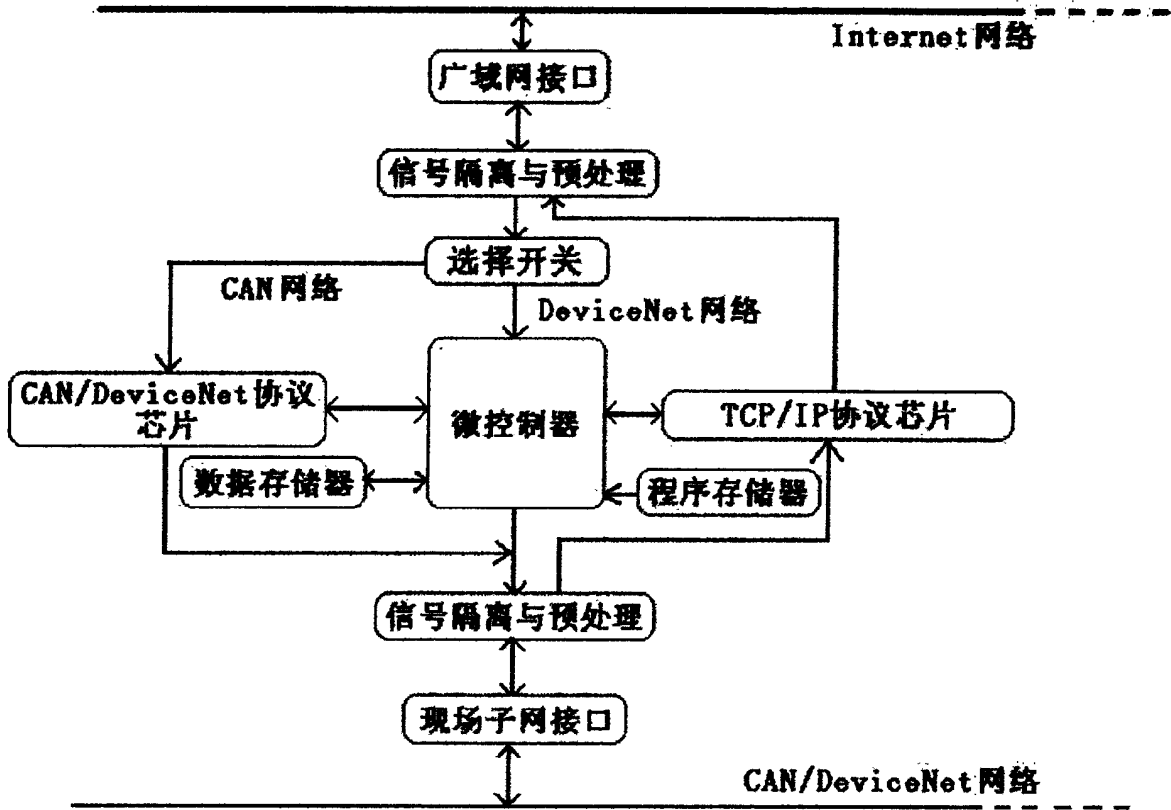 Internet网络
广域网接口
信号隔离与预处理
选择开关
CAN网络
DeviceNet网络
CAN/DeviceNet协议
芯片
微控制器
TCP/IP协议芯片
数据存储器
程序存储器
信号隔离与预处理
现场子网接口
CAN/DeviceNet网络